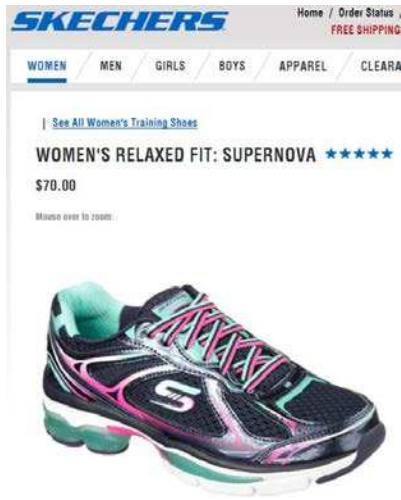 SKECHERS
Home / Order Status /
FREE SHIPPING
WOMEN / MEN / GIRLS / BOYS / APPAREL / CLEARA
| See All Women's Training Shoes
WOMEN'S RELAXED FIT: SUPERNOVA ★★★★★
$70.00
Mouse over to zoom
S